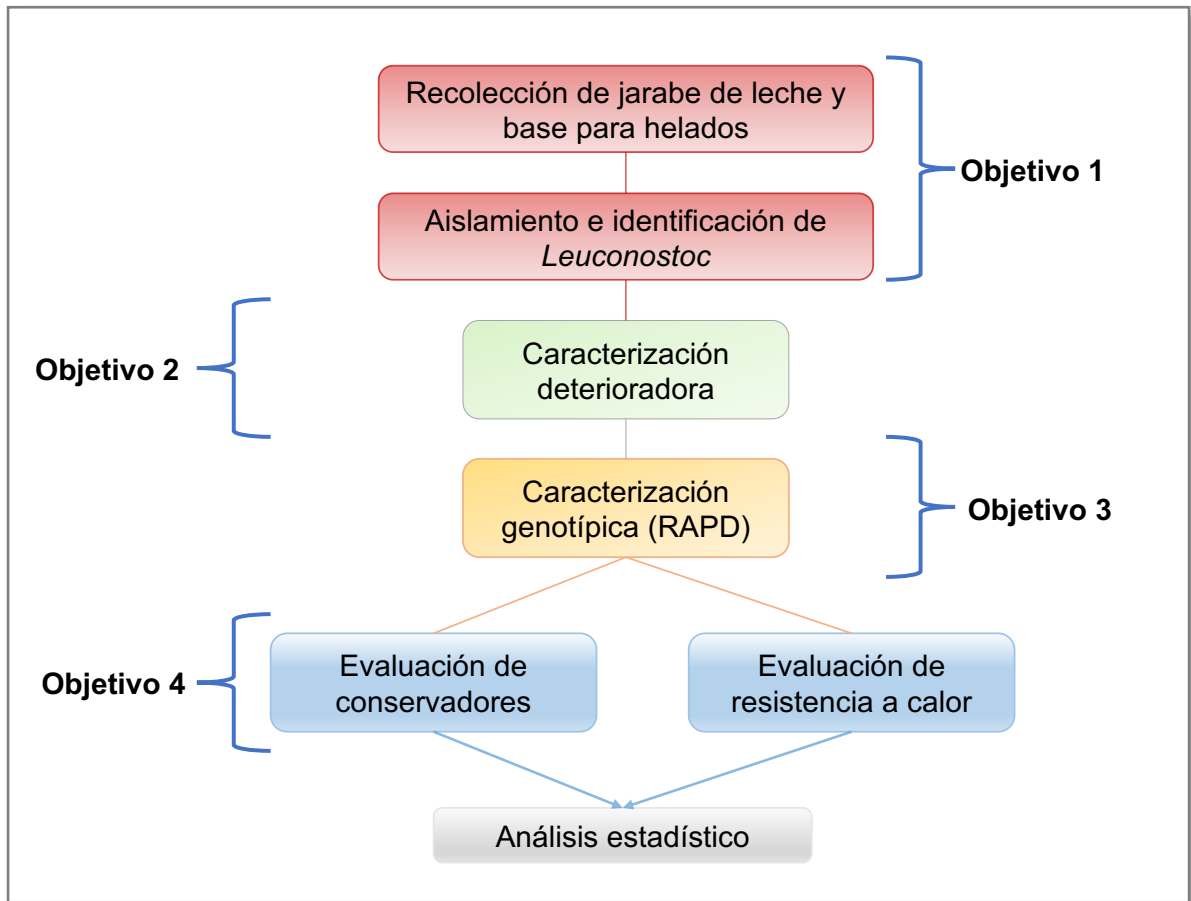 Recolección de jarabe de leche y
base para helados
Objetivo 1
Aislamiento e identificación de
Leuconostoc
Objetivo 2
Caracterización
deterioradora
Caracterización
genotípica (RAPD)
Objetivo 3
Objetivo 4
Evaluación de
conservadores
Evaluación de
resistencia a calor
Análisis estadístico